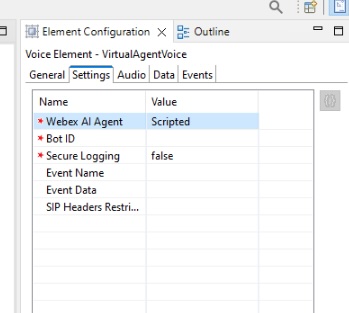 Element Configuration
Outline
Voice Element - VirtualAgentVoice
General Settings Audio Data Events
Name Value
* Webex AI Agent Scripted
* Bot ID
* Secure Logging false
Event Name
Event Data
SIP Headers Restri...